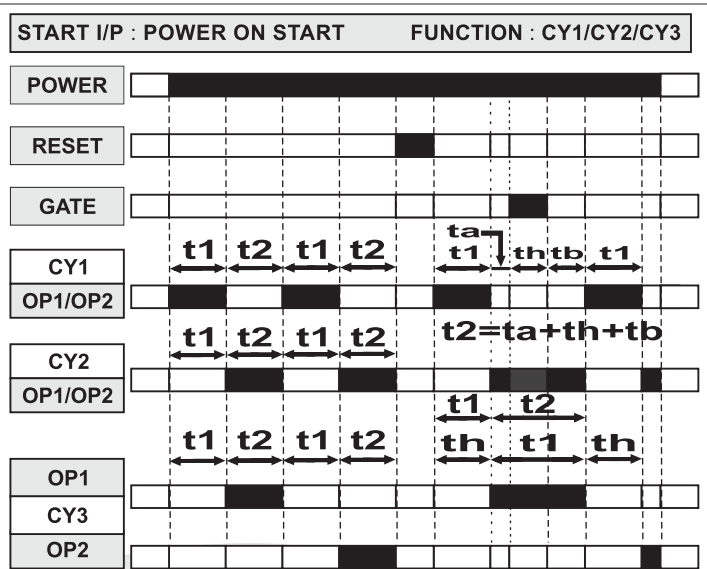 START I/P : POWER ON START FUNCTION : CY1/CY2/CY3
POWER
RESET
GATE
ta
t1 t2 t1 t2 t1 th tb t1
CY1
OP1/OP2
t2=ta+th+tb
t1 t2 t1 t2
CY2
OP1/OP2
t1 t2
t1 t2 t1 t2 th t1 th
OP1
CY3
OP2